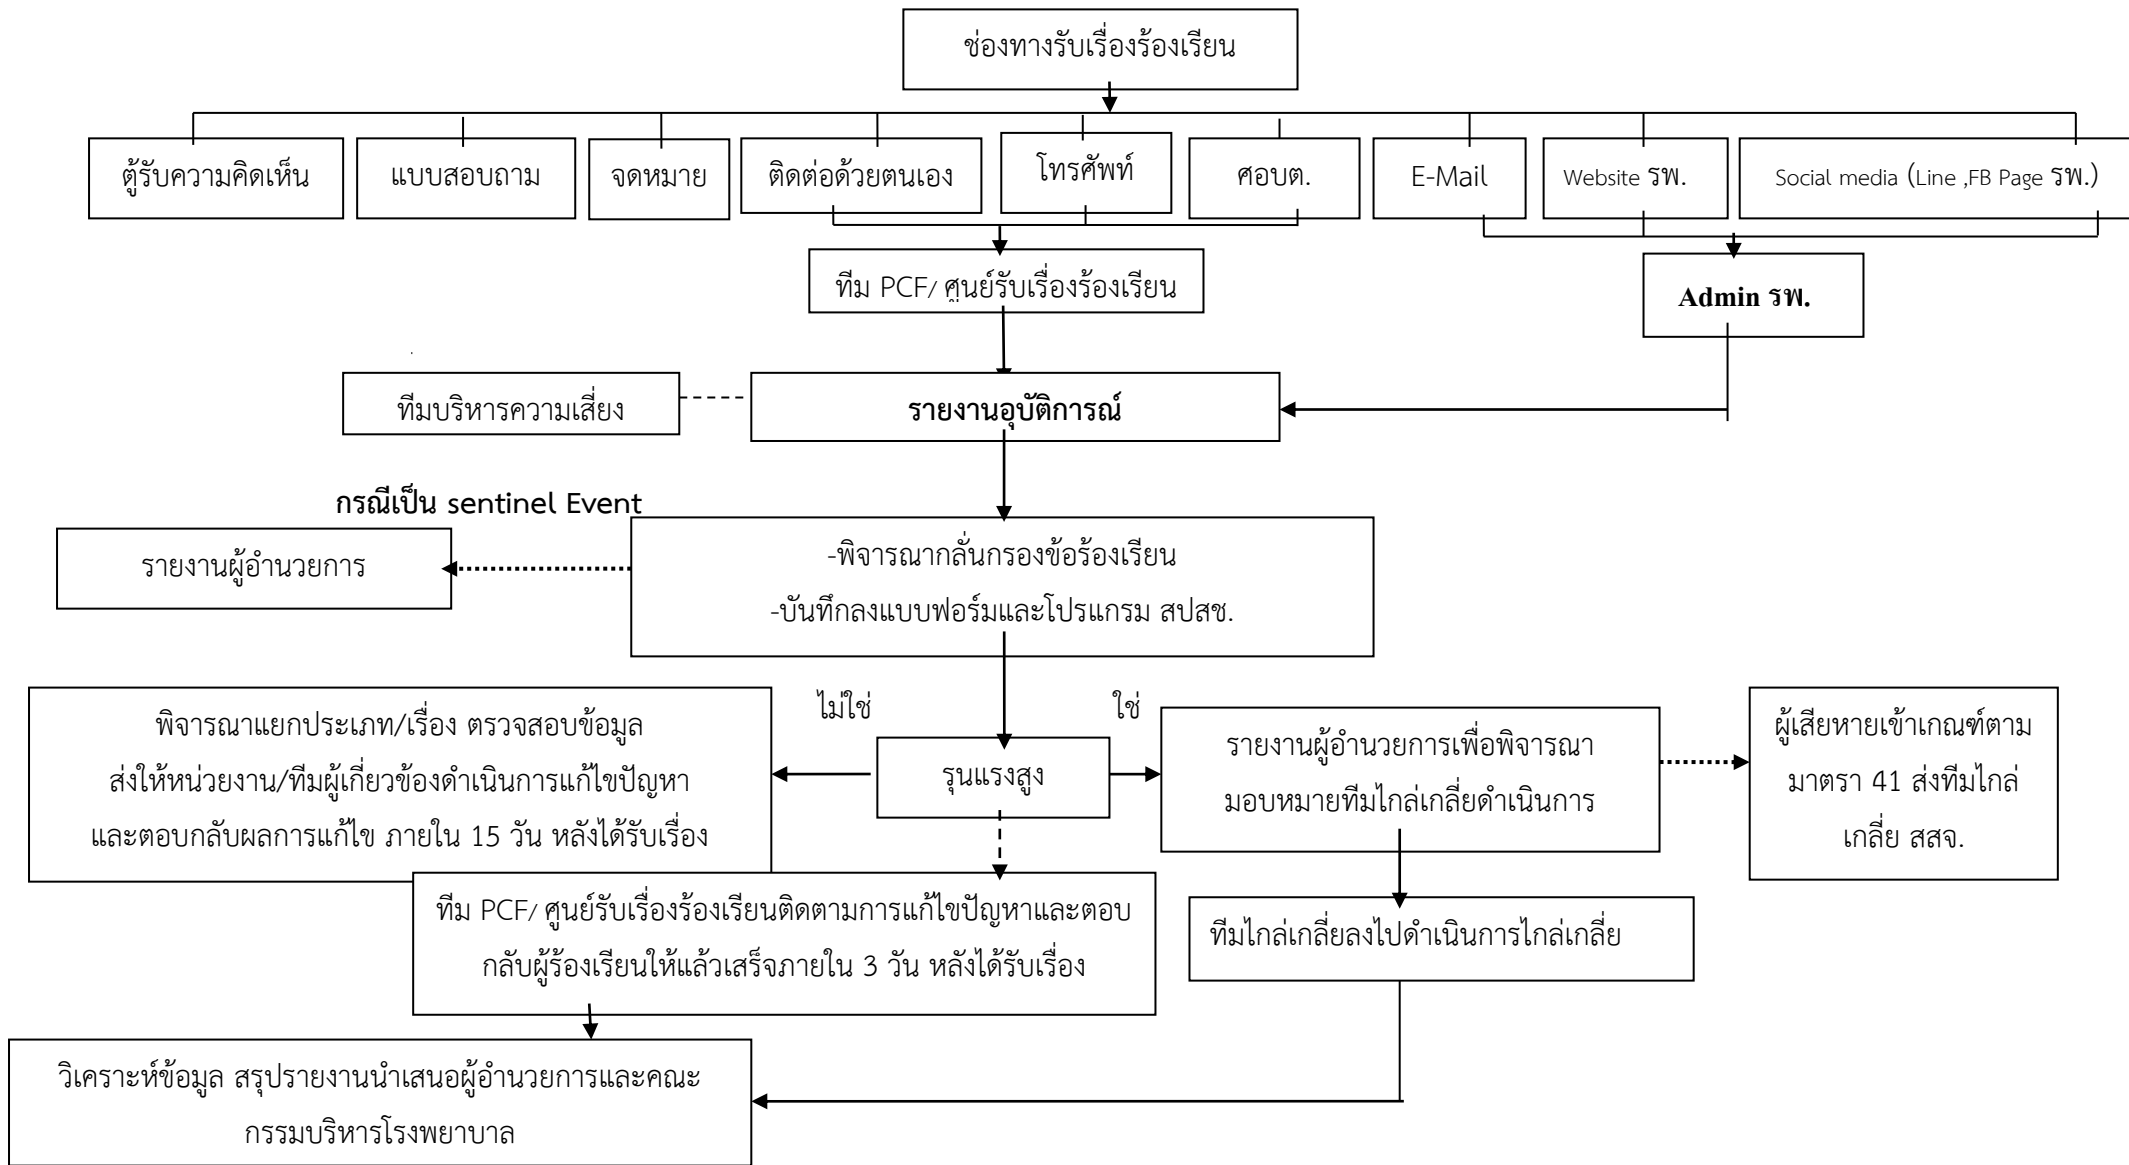 ช่องทางรับเรื่องร้องเรียน
ตู้รับความคิดเห็น
แบบสอบถาม
จดหมาย
ติดต่อด้วยตนเอง
โทรศัพท์
ศอบต.
E-Mail
Website รพ.
Social media (Line ,FB Page รพ.)
ทีม PCF/ ศูนย์รับเรื่องร้องเรียน
Admin รพ.
ทีมบริหารความเสี่ยง
รายงานอุบัติการณ์
กรณีเป็น sentinel Event
รายงานผู้อำนวยการ
-พิจารณากลั่นกรองข้อร้องเรียน
-บันทึกลงแบบฟอร์มและโปรแกรม สปสช.
พิจารณาแยกประเภท/เรื่อง ตรวจสอบข้อมูล
ส่งให้หน่วยงาน/ทีมผู้เกี่ยวข้องดำเนินการแก้ไขปัญหา
และตอบกลับผลการแก้ไข ภายใน 15 วัน หลังได้รับเรื่อง
ไม่ใช่
ใช่
รุนแรงสูง
รายงานผู้อำนวยการเพื่อพิจารณา
มอบหมายทีมไกล่เกลี่ยดำเนินการ
ผู้เสียหายเข้าเกณฑ์ตาม
มาตรา 41 ส่งทีมไกล่
เกลี่ย สสจ.
ทีม PCF/ ศูนย์รับเรื่องร้องเรียนติดตามการแก้ไขปัญหาและตอบ
กลับผู้ร้องเรียนให้แล้วเสร็จภายใน 3 วัน หลังได้รับเรื่อง
ทีมไกล่เกลี่ยลงไปดำเนินการไกล่เกลี่ย
วิเคราะห์ข้อมูล สรุปรายงานนำเสนอผู้อำนวยการและคณะ
กรรมบริหารโรงพยาบาล